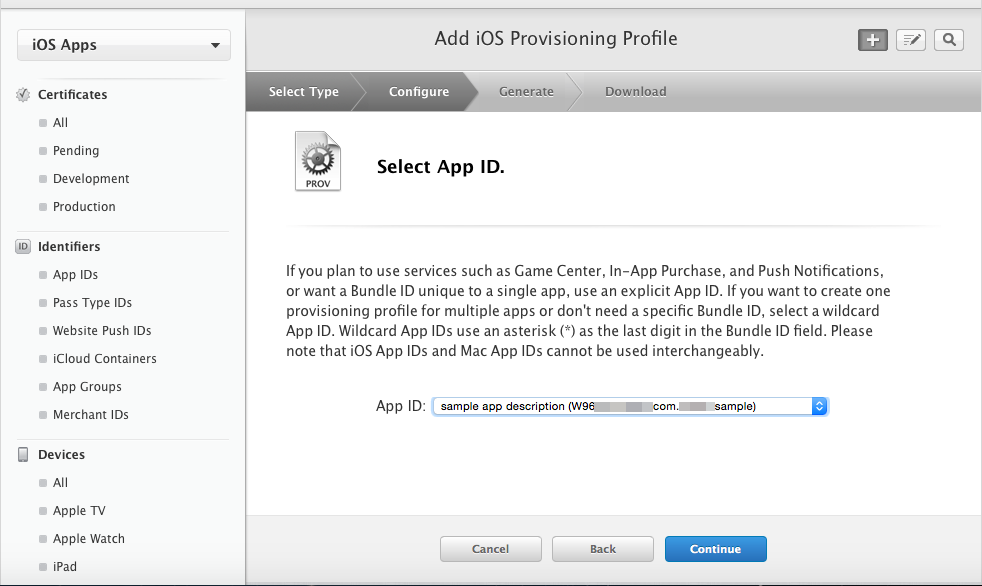 iOS Apps
Certificates
All
Pending
Development
Production
ID Identifiers
App IDs
Pass Type IDs
Website Push IDs
iCloud Containers
App Groups
Merchant IDs
Devices
All
Apple TV
Apple Watch
iPad
Add iOS Provisioning Profile
Select Type Configure Generate Download
PROV
Select App ID.
If you plan to use services such as Game Center, In-App Purchase, and Push Notifications,
or want a Bundle ID unique to a single app, use an explicit App ID. If you want to create one
provisioning profile for multiple apps or don't need a specific Bundle ID, select a wildcard
App ID. Wildcard App IDs use an asterisk (*) as the last digit in the Bundle ID field. Please
note that iOS App IDs and Mac App IDs cannot be used interchangeably.
App ID: sample app description (W96 com. sample)
Cancel Back Continue